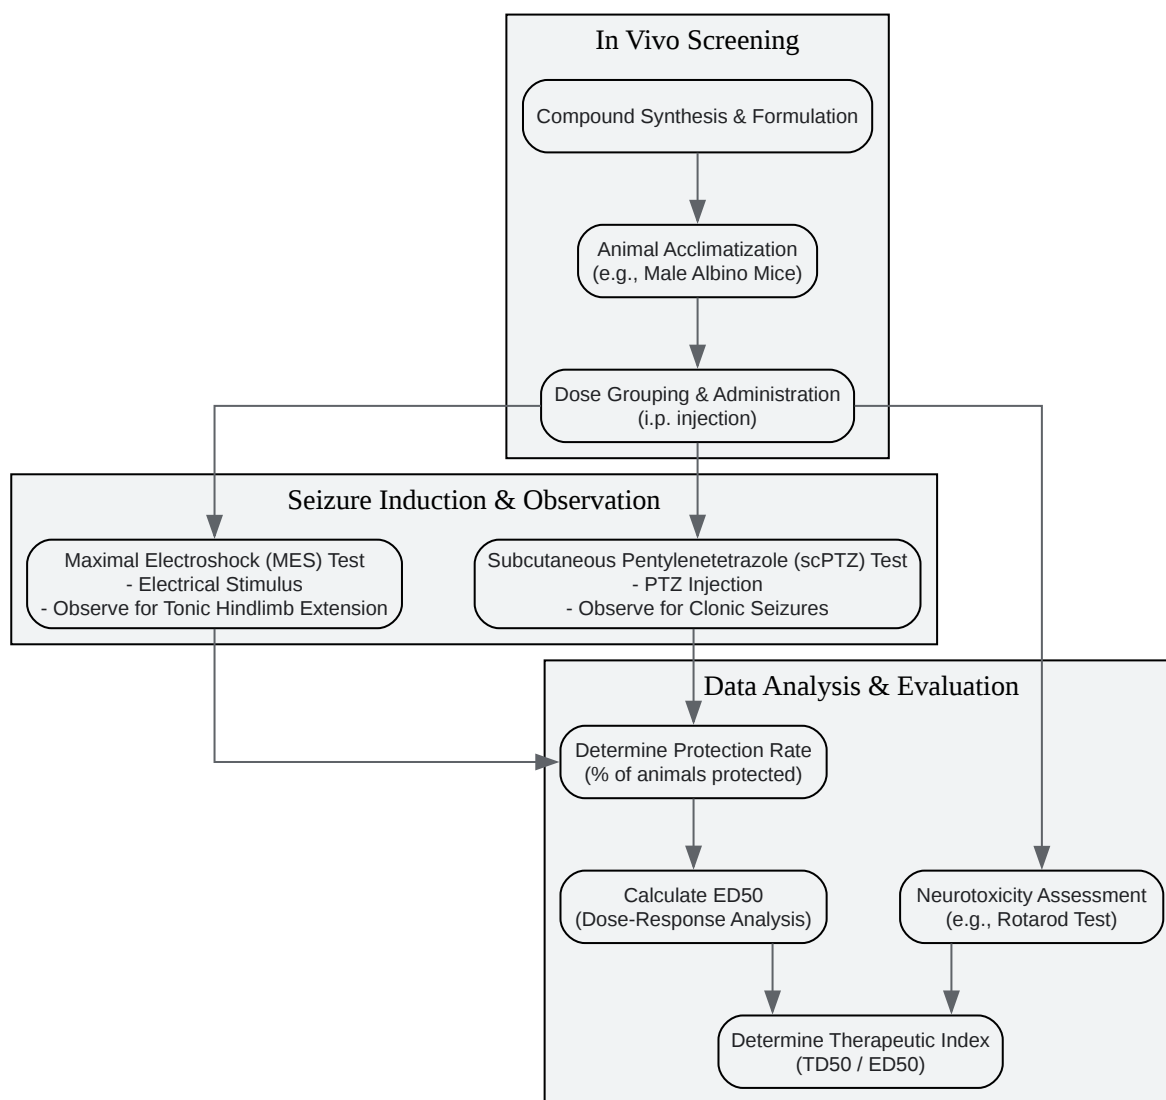 In Vivo Screening
Compound Synthesis & Formulation
Animal Acclimatization
(e.g., Male Albino Mice)
Dose Grouping & Administration
(i.p. injection)
Seizure Induction & Observation
Maximal Electroshock (MES) Test
- Electrical Stimulus
- Observe for Tonic Hindlimb Extension
Subcutaneous Pentylenetetrazole (scPTZ) Test
- PTZ Injection
- Observe for Clonic Seizures
Data Analysis & Evaluation
Determine Protection Rate
(% of animals protected)
Calculate ED50
(Dose-Response Analysis)
Neurotoxicity Assessment
(e.g., Rotarod Test)
Determine Therapeutic Index
(TD50 / ED50)